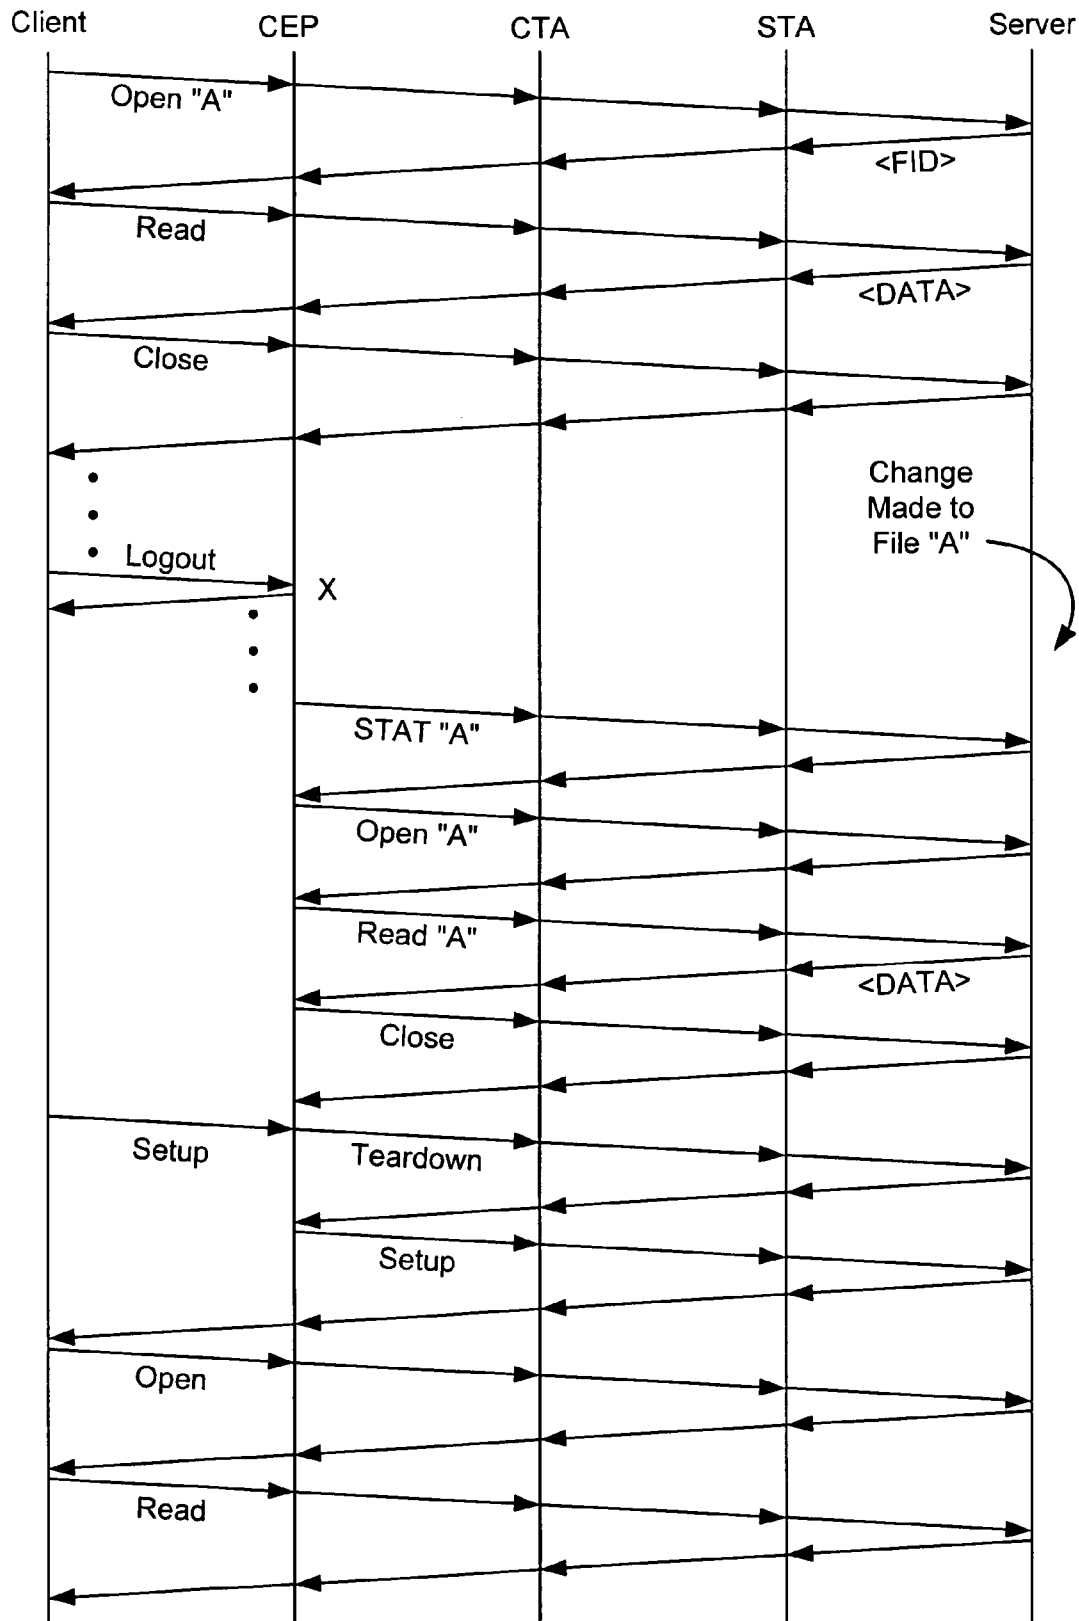 Client CEP CTA STA Server
Open "A"
<FID>
Read
<DATA>
Close
Change
Made to
File "A"
Logout
X
STAT "A"
Open "A"
Read "A"
<DATA>
Close
Setup Teardown
Setup
Open
Read